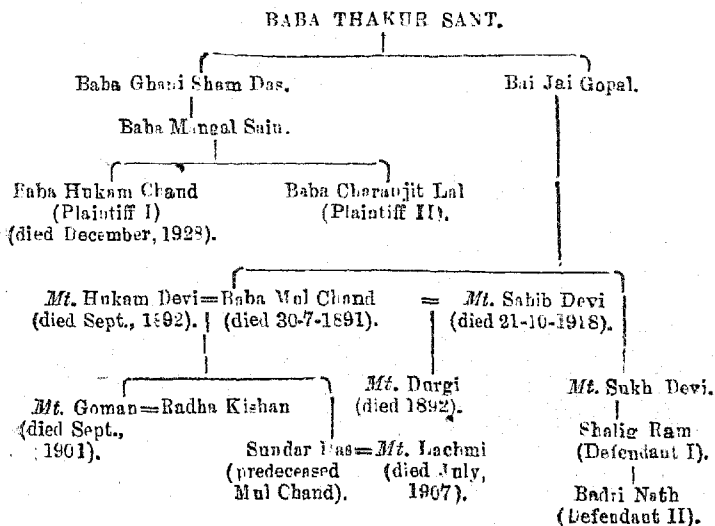 BABA THAKUR SANT.
Baba Ghani Sham Das.
Bai Jai Gopal.
Baba Mangal Sain.
Baba Hukam Chand
(Plaintiff I)
(died December, 1928).
Baba Charanjit Lal
(Plaintiff II).
Mt. Hukam Devi=Baba Mul Chand = Mt. Sahib Devi
(died Sept., 1892). (died 30-7-1891). (died 21-10-1918).
Mt. Goman=Radha Kishan
(died Sept.,
1901).
Mt. Durgi
(died 1892).
Mt. Sukh Devi.
Sundar Das=Mt. Lachmi
(predeceased (died July,
Mul Chand). 1907).
Shalig Ram
(Defendant I).
Badri Nath
(Defendant II).